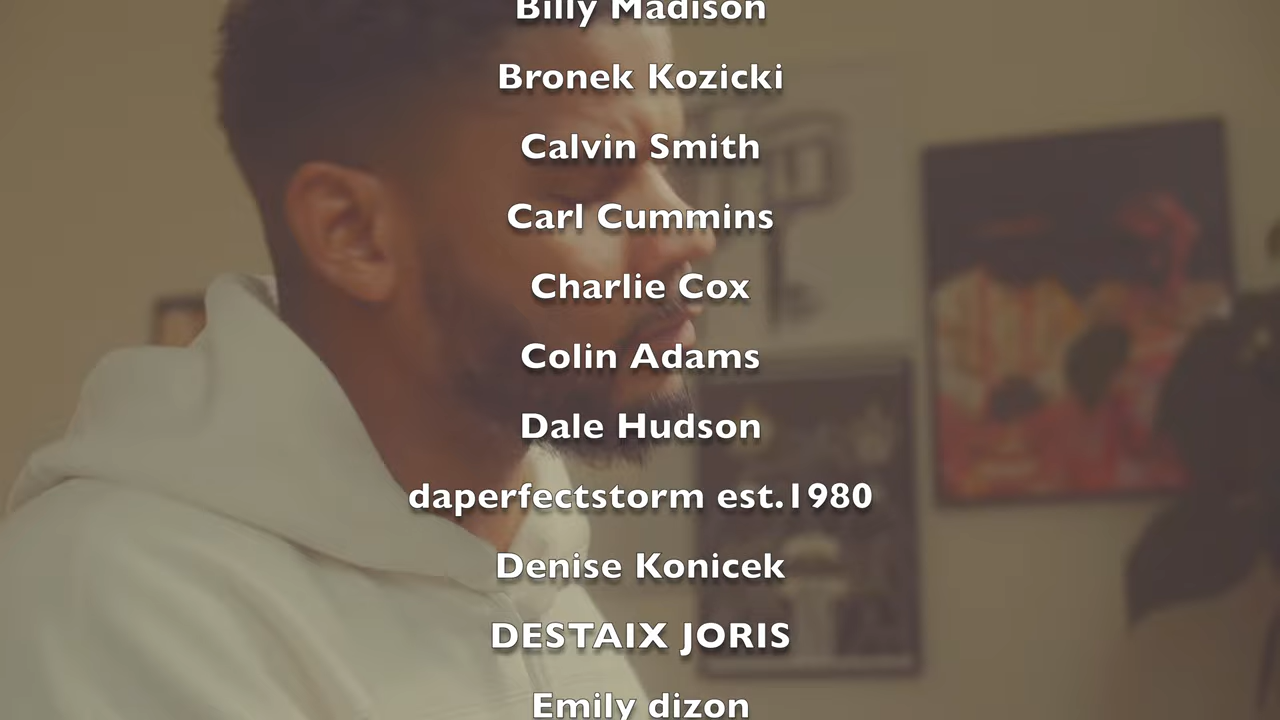 Billy Madison
Bronek Kozicki
Calvin Smith
Carl Cummins
Charlie Cox
Colin Adams
Dale Hudson
daperfectstorm est.1980
Denise Konicek
DESTAIX JORIS
Emily dizon